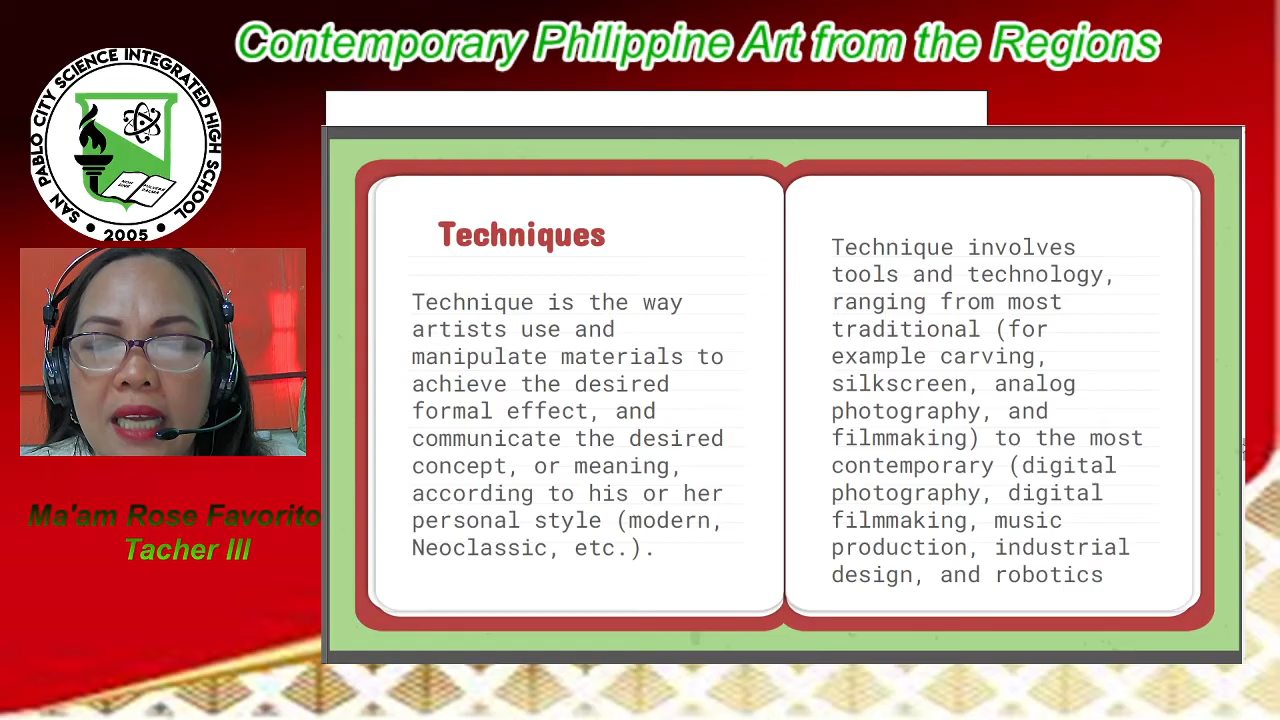 Contemporary Philippine Art from the Regions
SAN PABLO CITY SCIENCE INTEGRATED HIGH SCHOOL
• 2005 •
Ma'am Rose Favorito
Tacher III
Techniques
Technique is the way
artists use and
manipulate materials to
achieve the desired
formal effect, and
communicate the desired
concept, or meaning,
according to his or her
personal style (modern,
Neoclassic, etc.).
Technique involves
tools and technology,
ranging from most
traditional (for
example carving,
silkscreen, analog
photography, and
filmmaking) to the most
contemporary (digital
photography, digital
filmmaking, music
production, industrial
design, and robotics